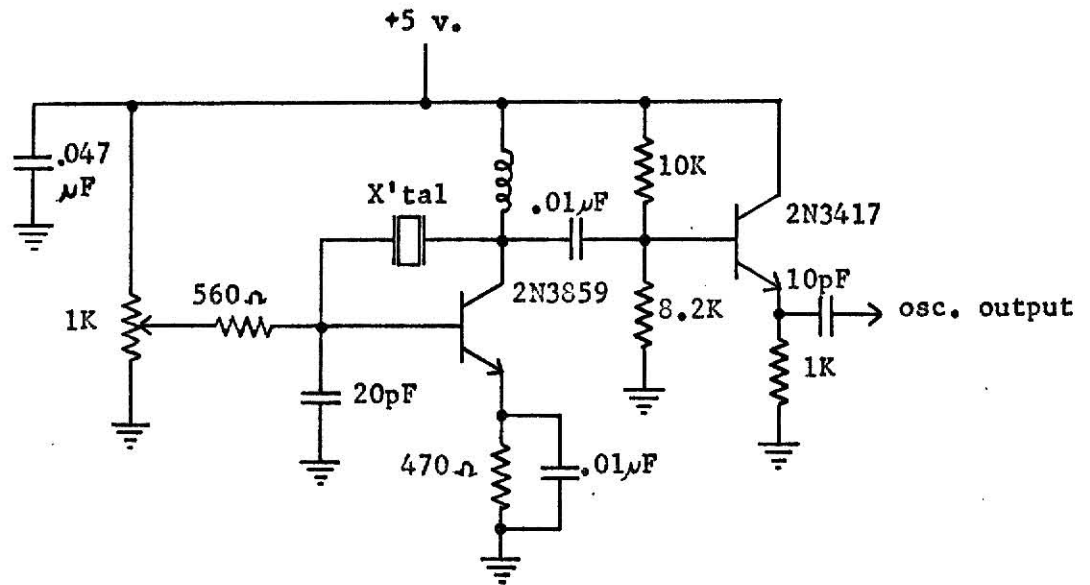 +5 v.
.047
μF
X'tal
.01μF
10K
2N3417
560Ω
2N3859
10pF
1K
8.2K
osc. output
20pF
1K
470Ω
.01μF